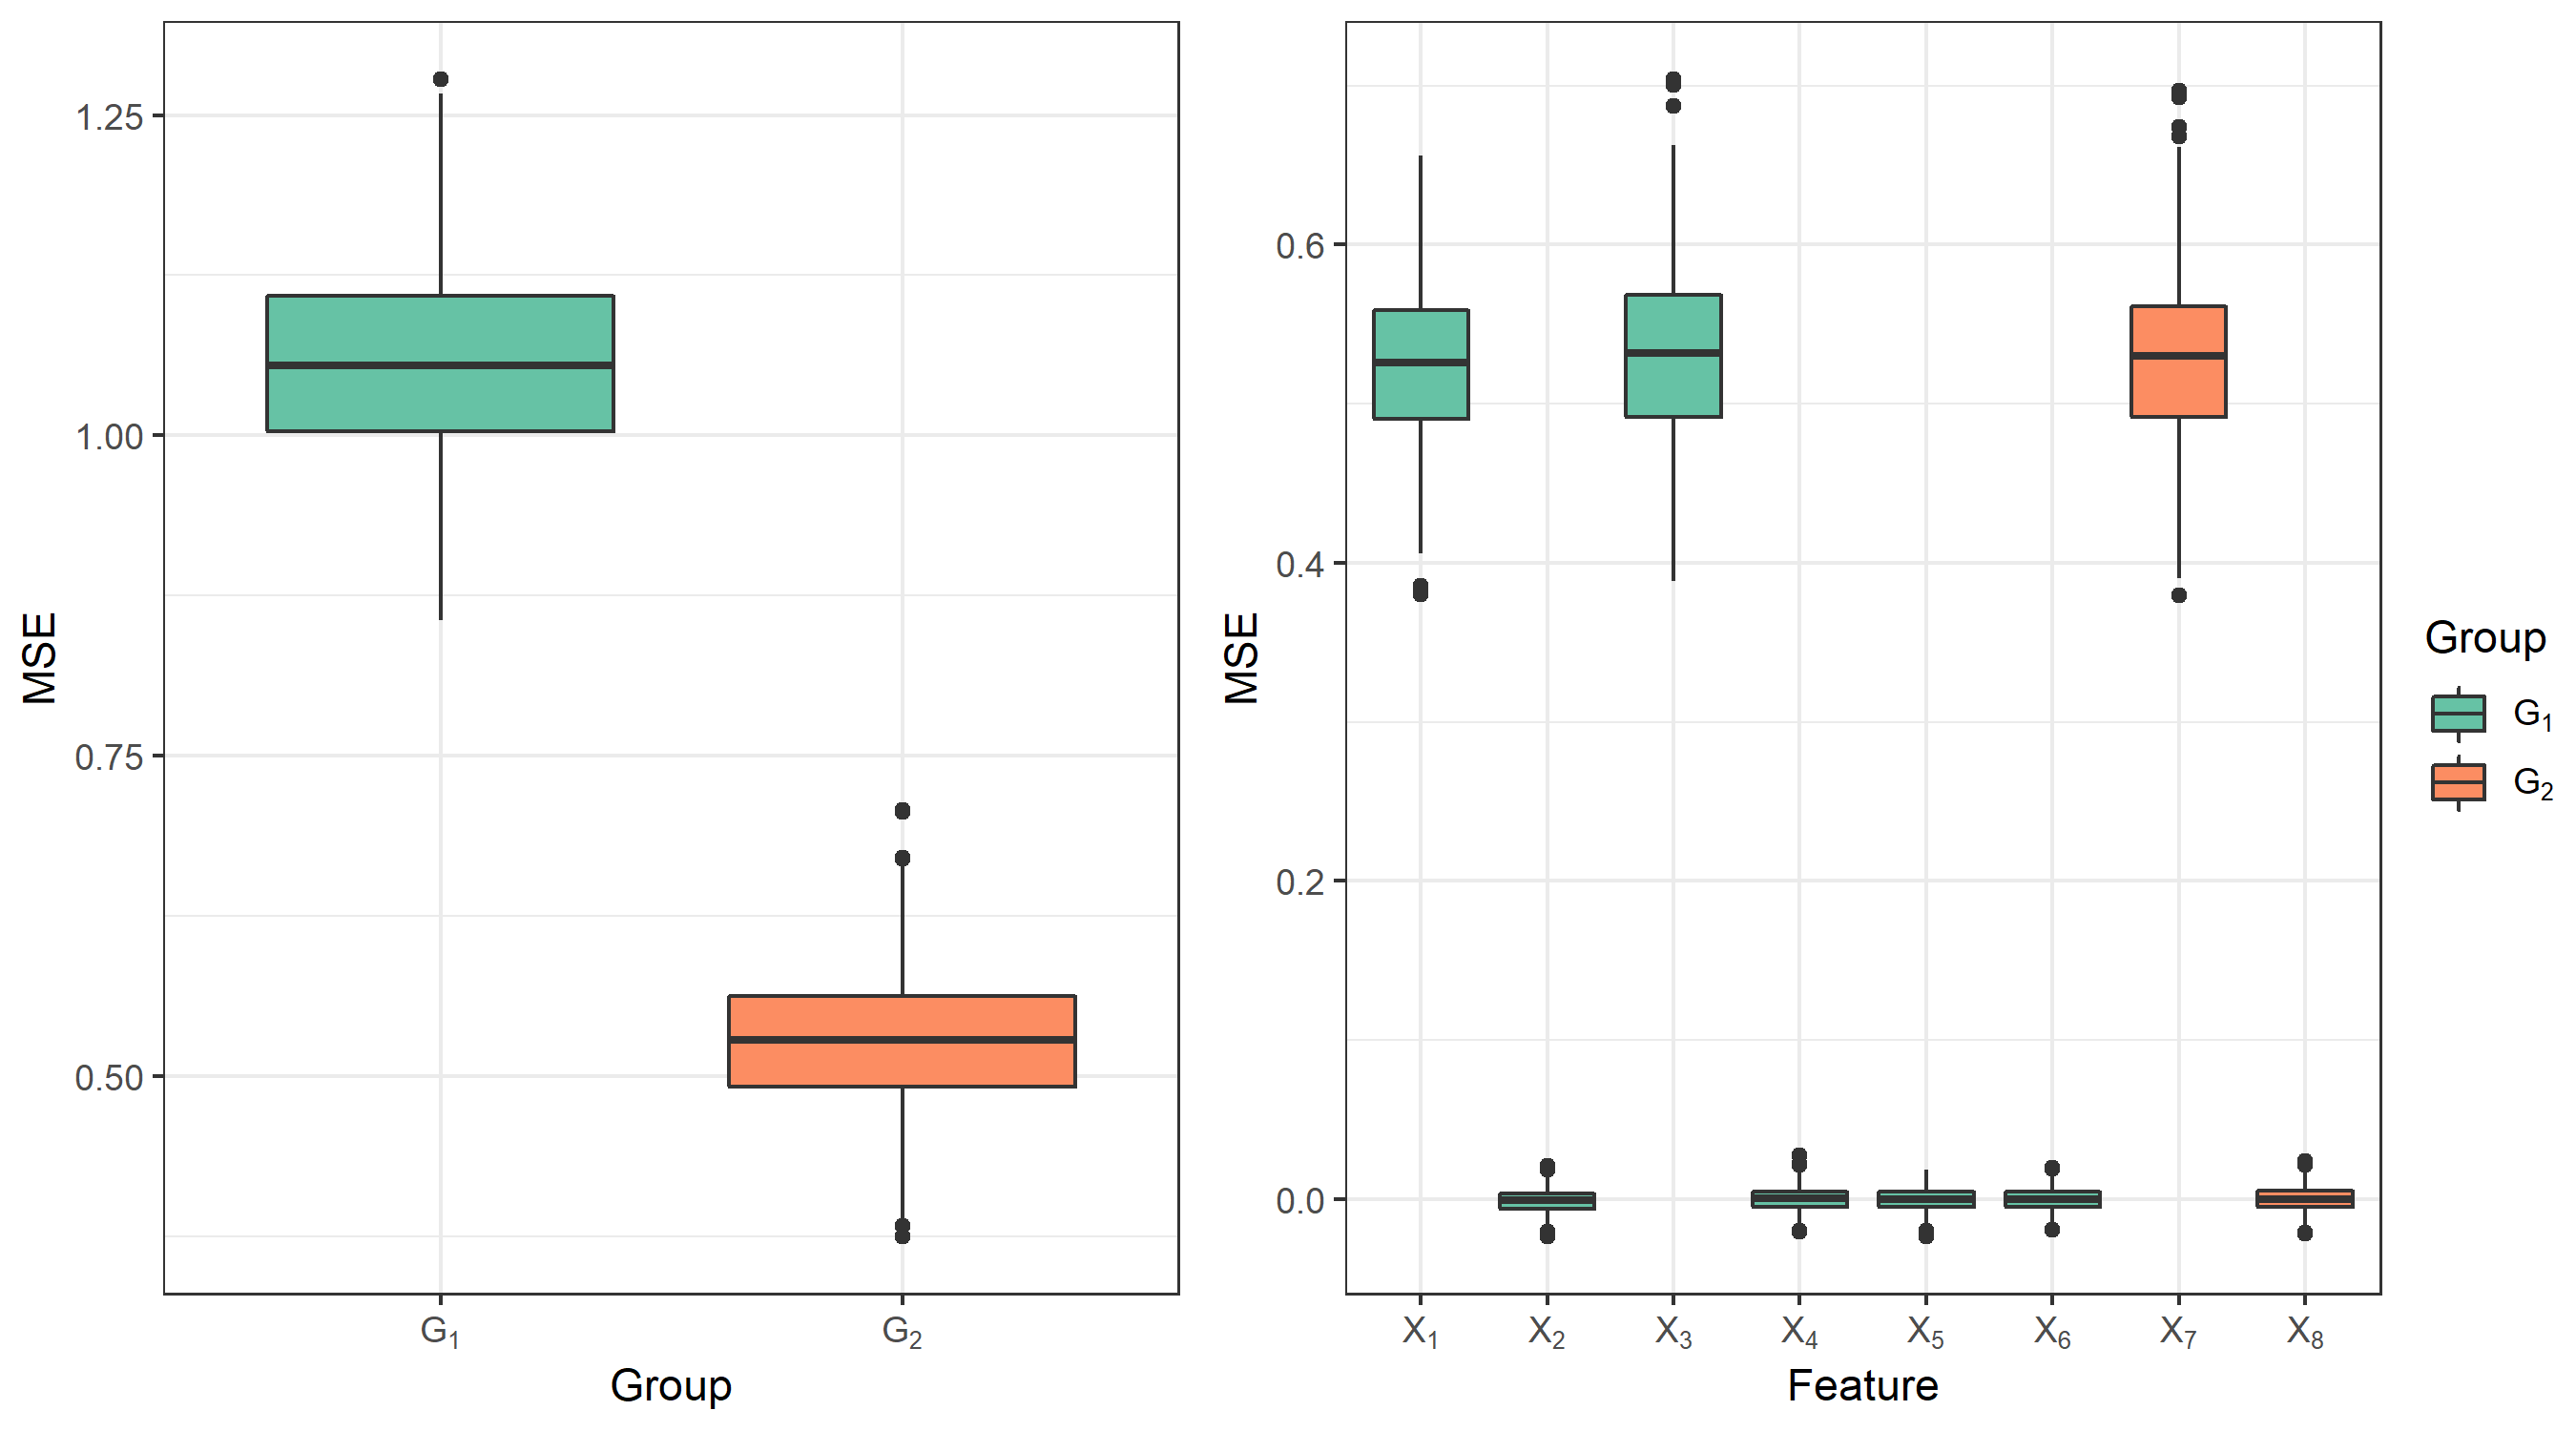 MSE
1.25
1.00
0.75
0.50
G₁ G₂
Group
MSE
0.6
0.4
0.2
0.0
X₁ X₂ X₃ X₄ X₅ X₆ X₇ X₈
Feature
Group
G₁
G₂